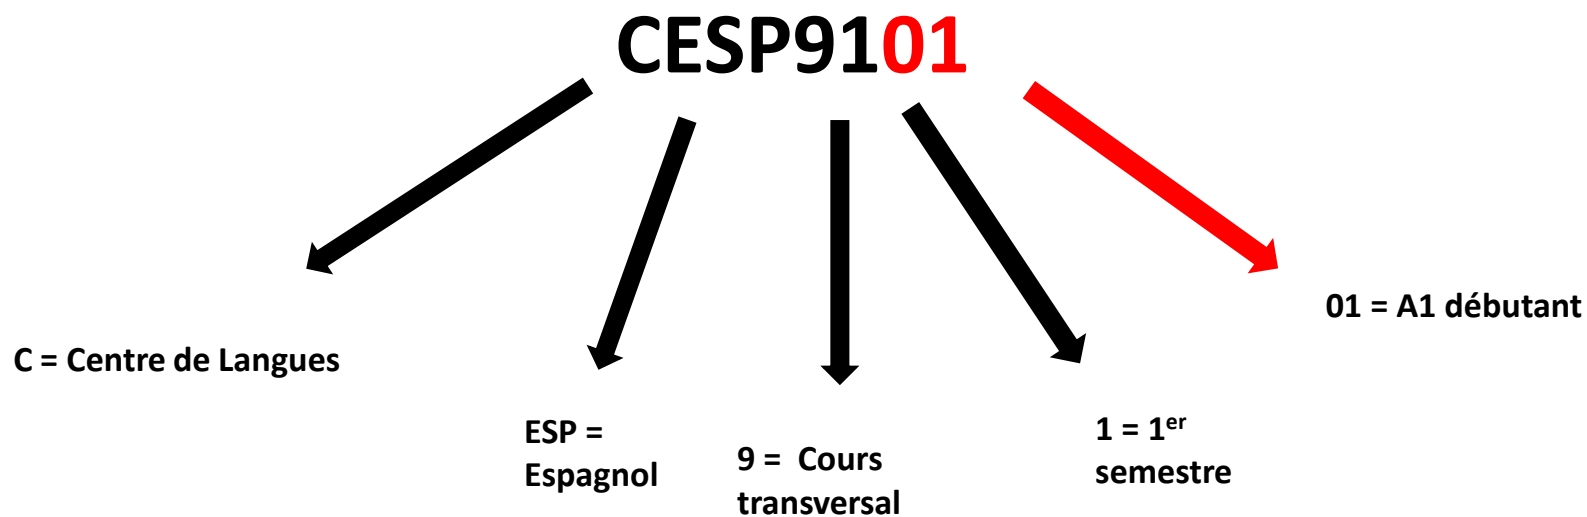 CESP9101
C = Centre de Langues
ESP =
Espagnol
9 = Cours
transversal
1 = 1er
semestre
01 = A1 débutant